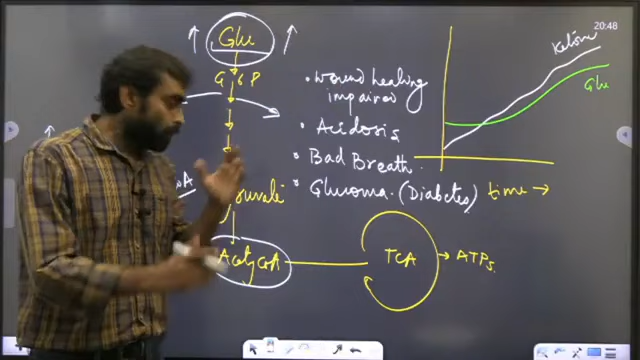 20:48
Glu
G 6 P
• wound healing
impaired
• Acidosis
• Bad Breath
• Glucoma (Diabetes)
Acetyl CoA
TCA
ATPs
Ketone
Glu
time